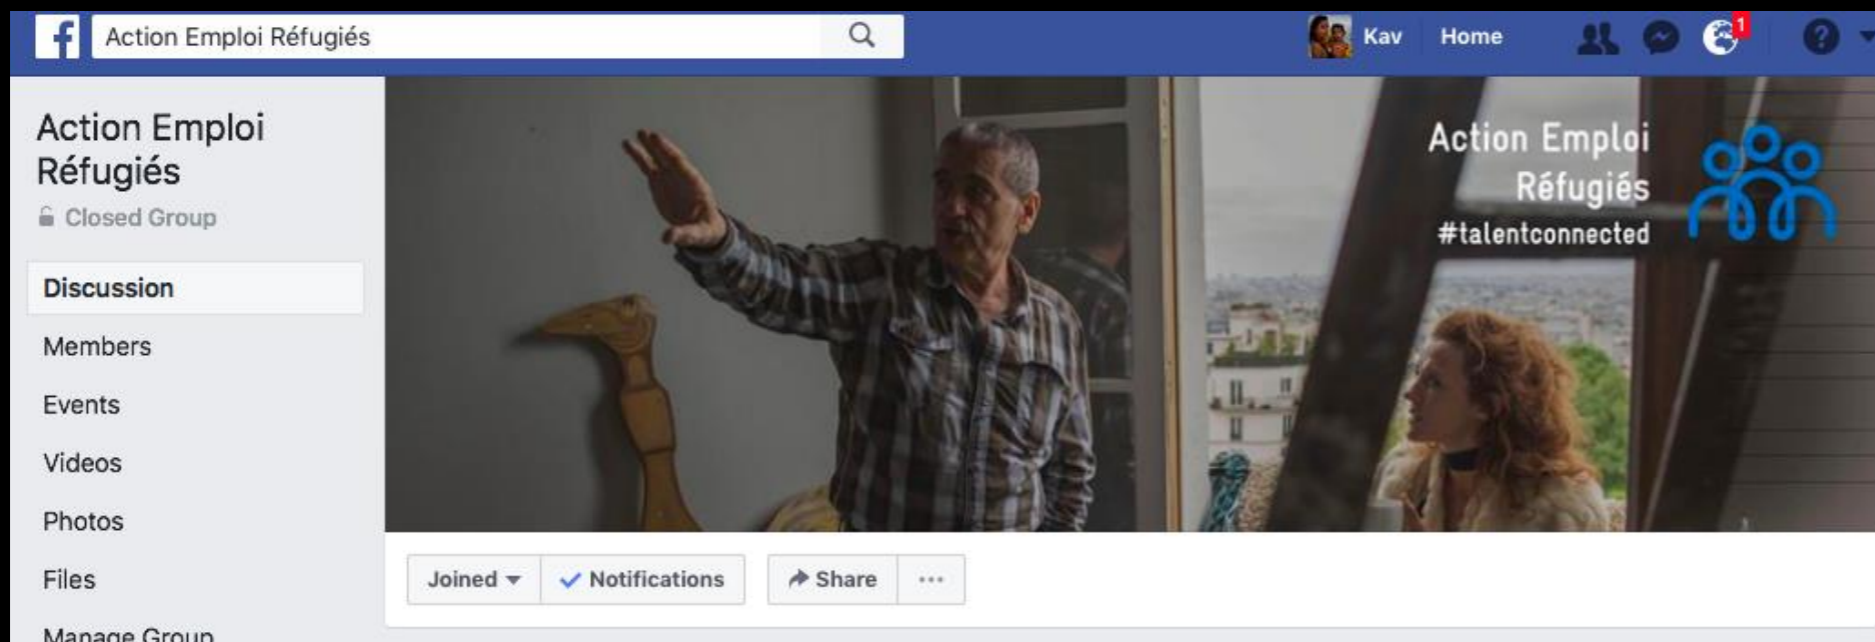 Action Emploi Réfugiés
Kav
Home
1
Action Emploi
Réfugiés
Closed Group
Discussion
Members
Events
Videos
Photos
Files
Manage Group
Action Emploi
Réfugiés
#talentconnected
Joined
Notifications
Share